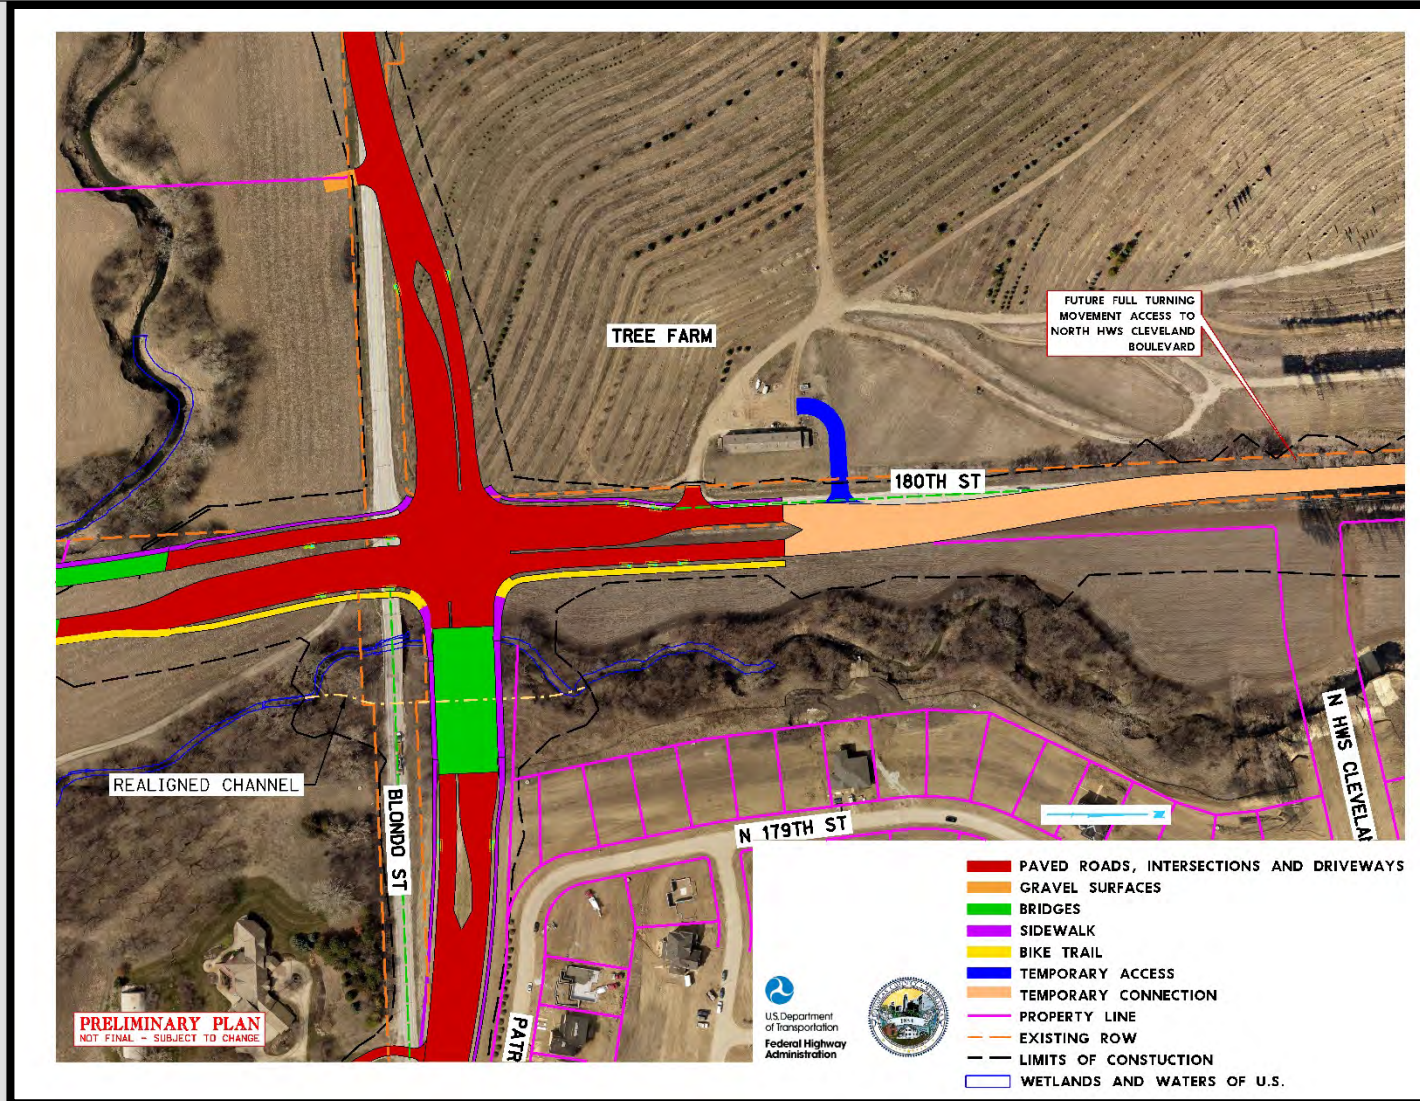 FUTURE FULL TURNING
MOVEMENT ACCESS TO
NORTH HWS CLEVELAND
BOULEVARD
TREE FARM
180TH ST
REALIGNED CHANNEL
BLONDO ST
N 179TH ST
N HWS CLEVELA
PATR
PRELIMINARY PLAN
NOT FINAL - SUBJECT TO CHANGE
U.S. Department
of Transportation
Federal Highway
Administration
1854
PAVED ROADS, INTERSECTIONS AND DRIVEWAYS
GRAVEL SURFACES
BRIDGES
SIDEWALK
BIKE TRAIL
TEMPORARY ACCESS
TEMPORARY CONNECTION
PROPERTY LINE
EXISTING ROW
LIMITS OF CONSTUCTION
WETLANDS AND WATERS OF U.S.